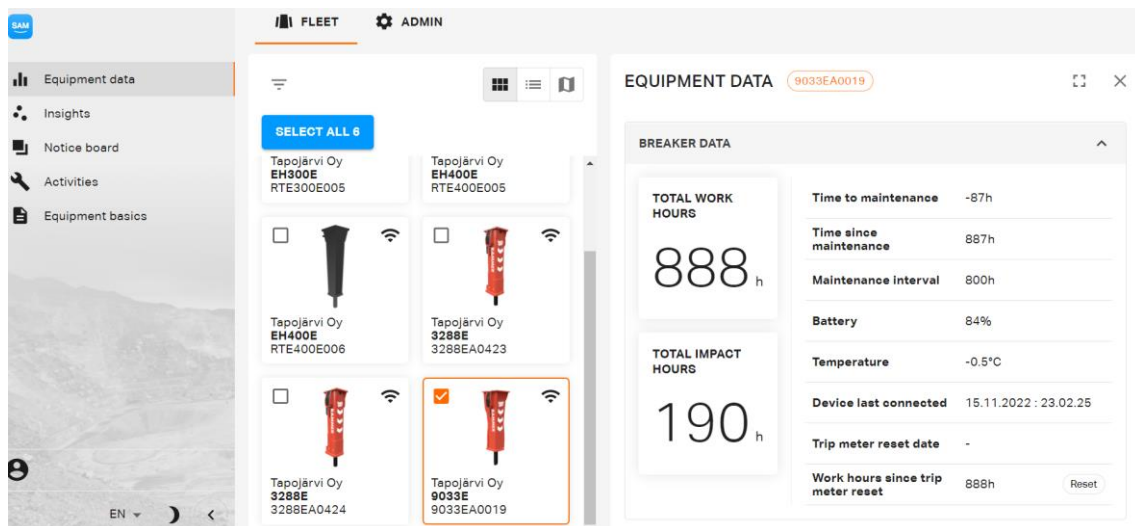 SAM
FLEET
ADMIN
Equipment data
Insights
Notice board
Activities
Equipment basics
EN
SELECT ALL 6
Tapojärvi Oy
EH300E
RTE300E005
Tapojärvi Oy
EH400E
RTE400E005
Tapojärvi Oy
EH400E
RTE400E006
Tapojärvi Oy
3288E
3288EA0423
Tapojärvi Oy
3288E
3288EA0424
Tapojärvi Oy
9033E
9033EA0019
EQUIPMENT DATA 9033EA0019
BREAKER DATA
TOTAL WORK
HOURS
888 h
TOTAL IMPACT
HOURS
190 h
Time to maintenance -87h
Time since
maintenance 887h
Maintenance interval 800h
Battery 84%
Temperature -0.5°C
Device last connected 15.11.2022 : 23.02.25
Trip meter reset date -
Work hours since trip
meter reset 888h Reset